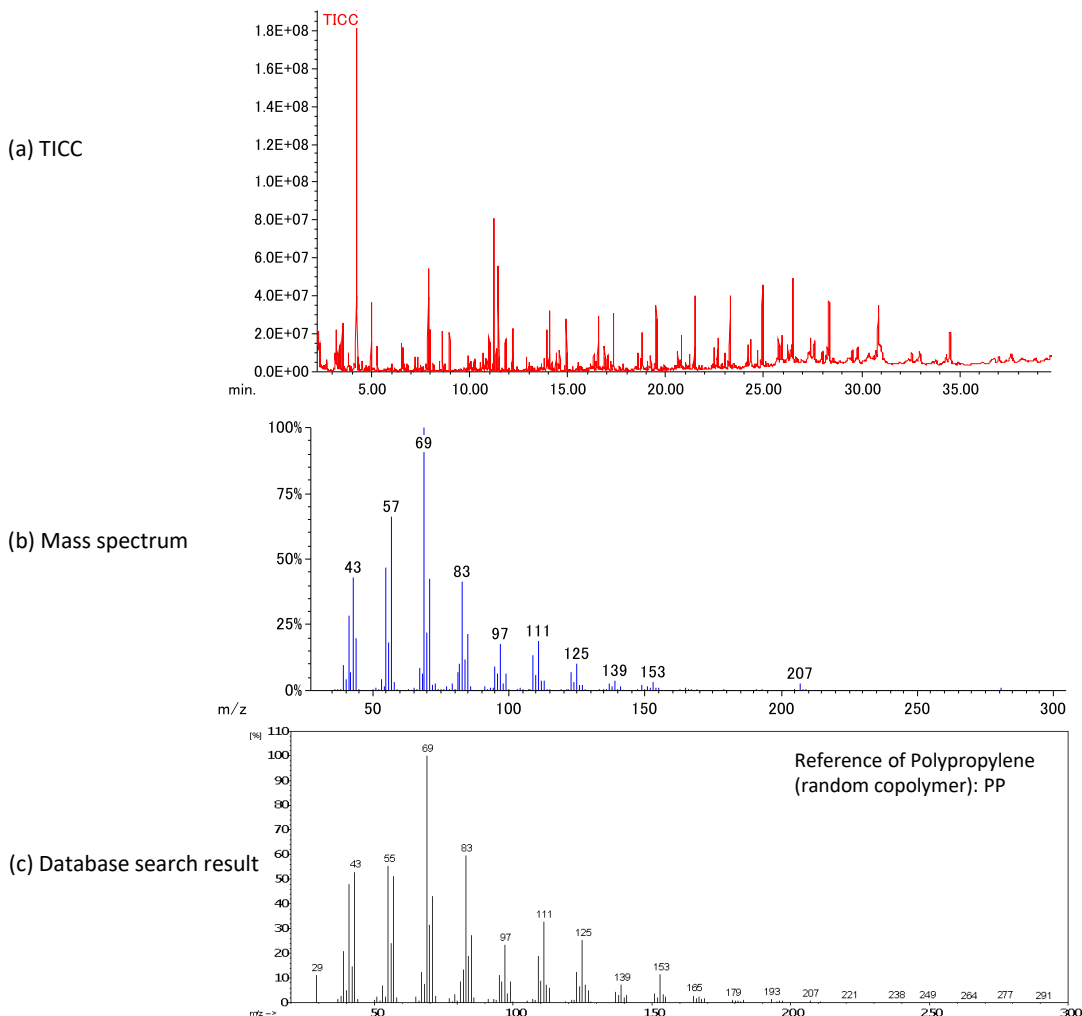 TICC
1.8E+08
1.6E+08
1.4E+08
(a) TICC
1.2E+08
1.0E+08
8.0E+07
6.0E+07
4.0E+07
2.0E+07
0.0E+00
min.
5.00 10.00 15.00 20.00 25.00 30.00 35.00
100%
75%
50%
25%
0%
(b) Mass spectrum
43 57 69 83 97 111 125 139 153 207
m/z
50 100 150 200 250 300
[%]
110
100
90
80
70
60
50
40
30
20
10
0
Reference of Polypropylene
(random copolymer): PP
(c) Database search result
29 43 55 69 83 97 111 125 139 153 165 179 193 207 221 238 249 264 277 291
m/z -->
50 100 150 200 250 300